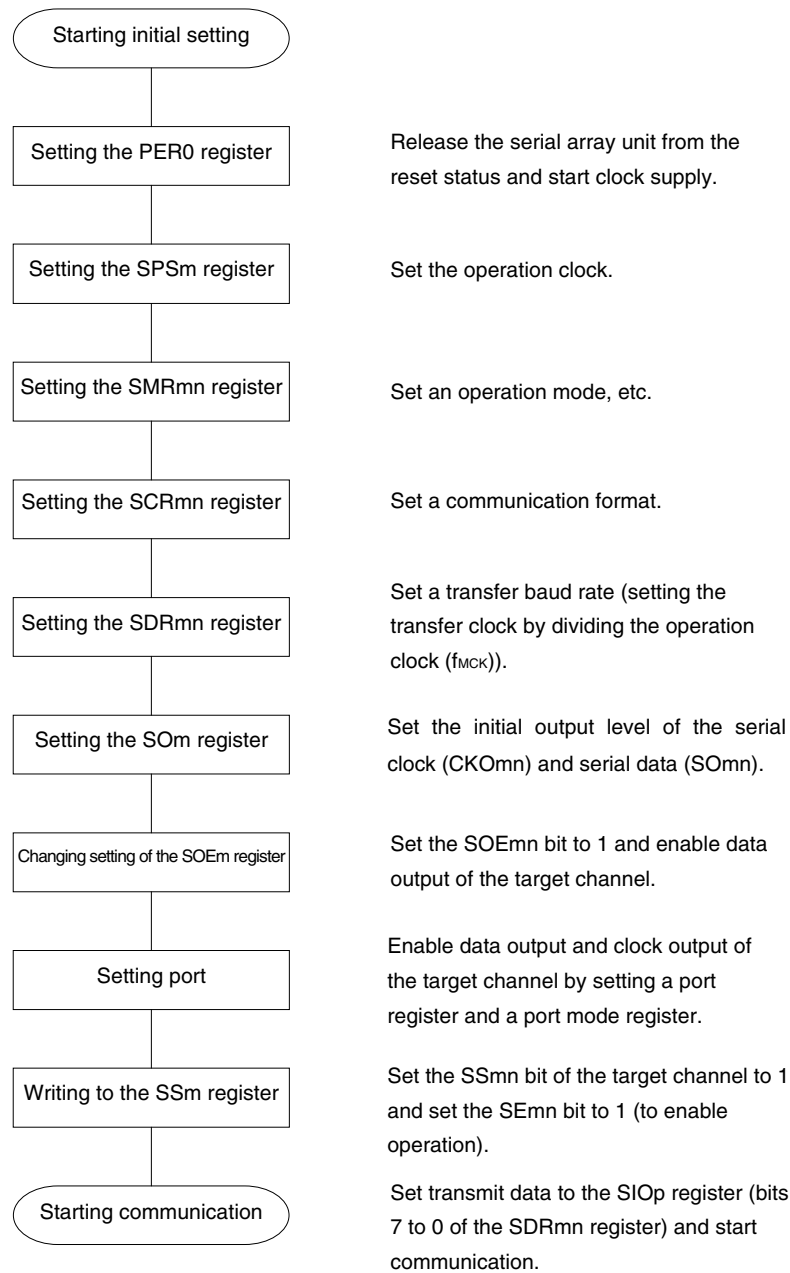 Starting initial setting
Setting the PER0 register
Release the serial array unit from the
reset status and start clock supply.
Setting the SPSm register
Set the operation clock.
Setting the SMRmn register
Set an operation mode, etc.
Setting the SCRmn register
Set a communication format.
Setting the SDRmn register
Set a transfer baud rate (setting the
transfer clock by dividing the operation
clock (fMCK)).
Setting the SOm register
Set the initial output level of the serial
clock (CKOmn) and serial data (SOmn).
Changing setting of the SOEm register
Set the SOEmn bit to 1 and enable data
output of the target channel.
Setting port
Enable data output and clock output of
the target channel by setting a port
register and a port mode register.
Writing to the SSm register
Set the SSmn bit of the target channel to 1
and set the SEmn bit to 1 (to enable
operation).
Starting communication
Set transmit data to the SIOp register (bits
7 to 0 of the SDRmn register) and start
communication.